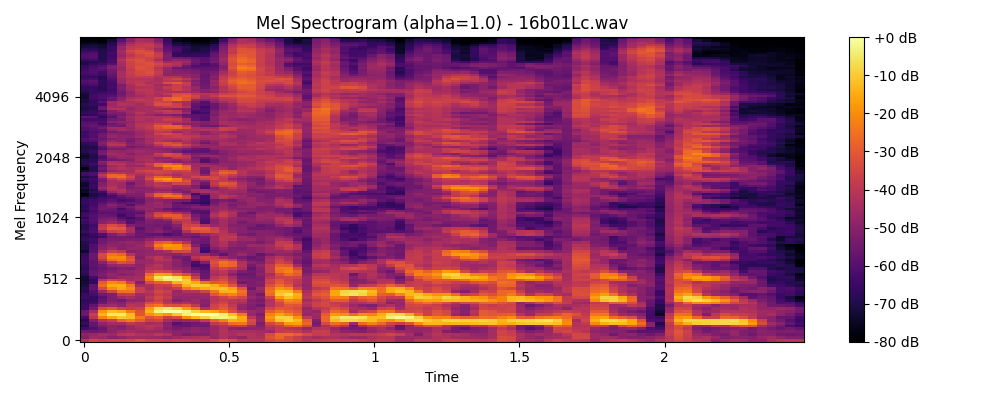 Mel Spectrogram (alpha=1.0) - 16b01Lc.wav
Mel Frequency
4096
2048
1024
512
0
0
0.5
1
1.5
2
Time
+0 dB
-10 dB
-20 dB
-30 dB
-40 dB
-50 dB
-60 dB
-70 dB
-80 dB